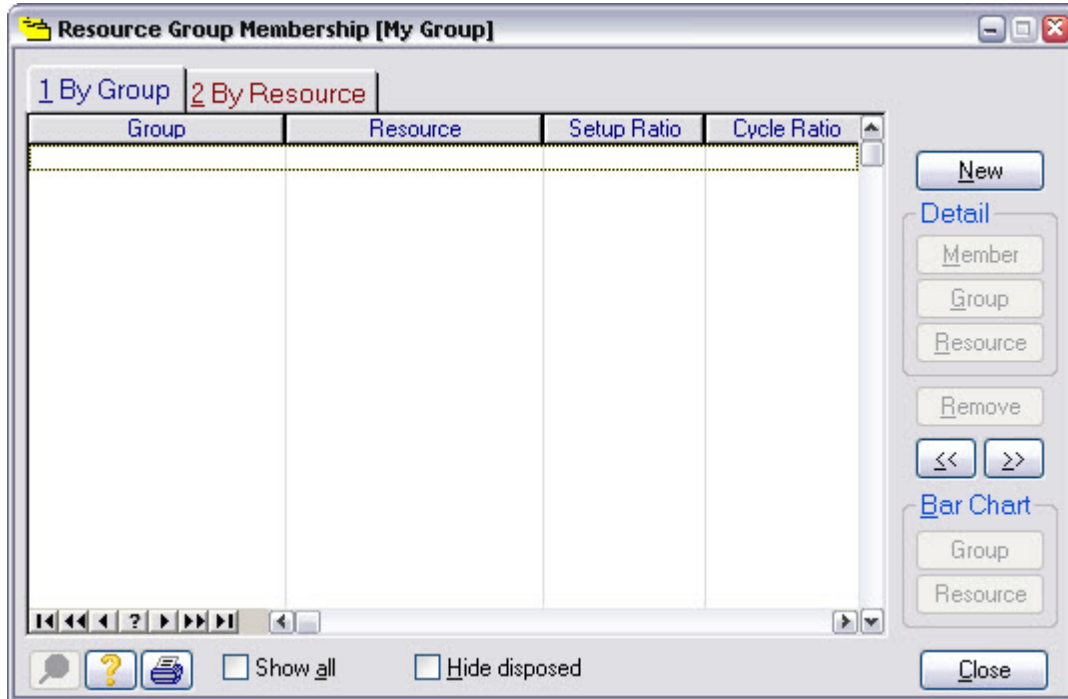 Resource Group Membership [My Group]
1 By Group
2 By Resource
Group Resource Setup Ratio Cycle Ratio
New
Detail
Member
Group
Resource
Remove
<< >>
Bar Chart
Group
Resource
?
? Show all Hide disposed Close